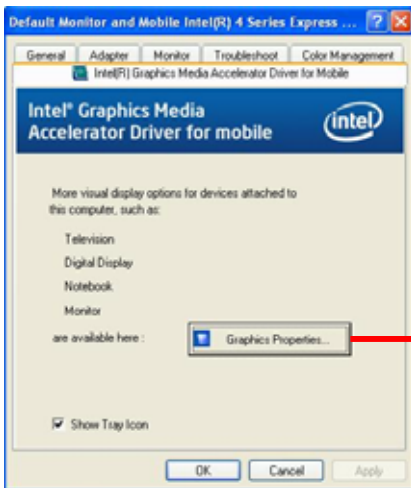 Default Monitor and Mobile Intel(R) 4 Series Express ...
General Adapter Monitor Troubleshoot Color Management
Intel(R) Graphics Media Accelerator Driver for Mobile
Intel® Graphics Media
Accelerator Driver for mobile
intel
More visual display options for devices attached to
this computer, such as:
Television
Digital Display
Notebook
Monitor
are available here :
Graphics Properties...
Show Tray Icon
OK Cancel Apply